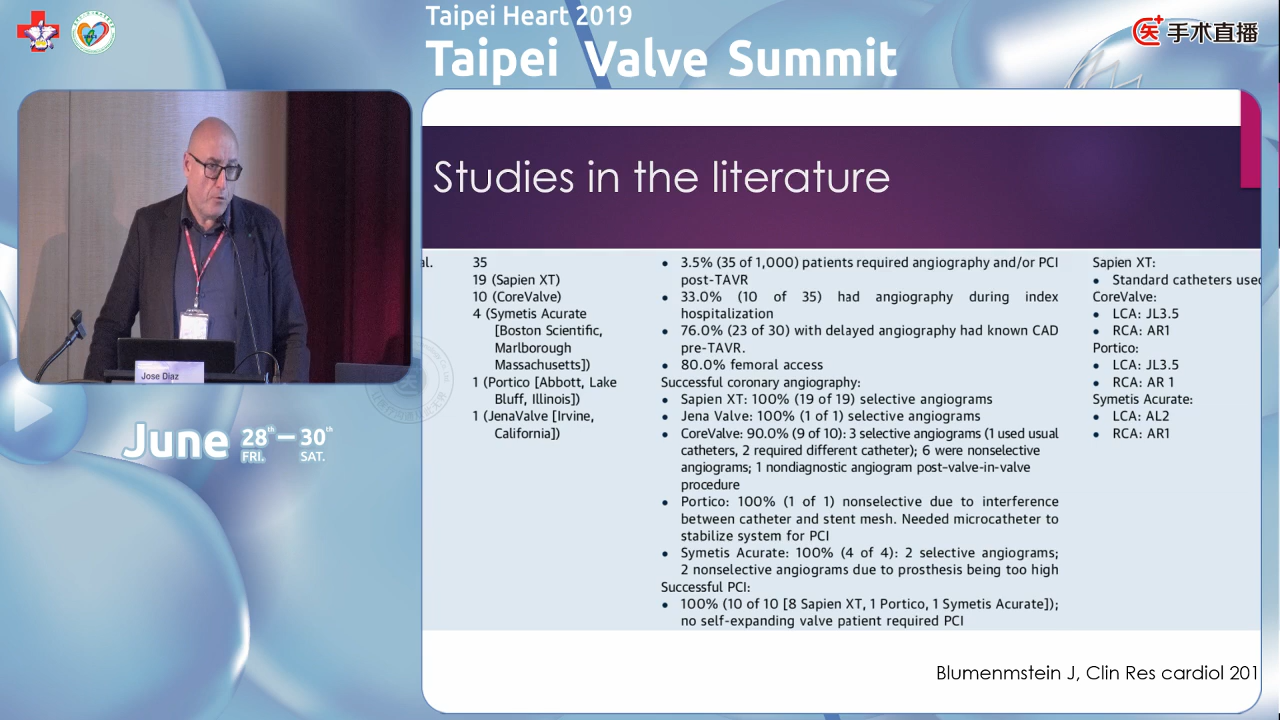 Taipei Heart 2019
Taipei Valve Summit
手术直播
Jose Diaz
June 28th — 30th
FRI. SAT.
Studies in the literature
al.
35
19 (Sapien XT)
10 (CoreValve)
4 (Symetis Acurate
[Boston Scientific,
Marlborough
Massachusetts])
1 (Portico [Abbott, Lake
Bluff, Illinois])
1 (JenaValve [Irvine,
California])
• 3.5% (35 of 1,000) patients required angiography and/or PCI
post-TAVR
• 33.0% (10 of 35) had angiography during index
hospitalization
• 76.0% (23 of 30) with delayed angiography had known CAD
pre-TAVR.
• 80.0% femoral access
Successful coronary angiography:
• Sapien XT: 100% (19 of 19) selective angiograms
• Jena Valve: 100% (1 of 1) selective angiograms
• CoreValve: 90.0% (9 of 10): 3 selective angiograms (1 used usual
catheters, 2 required different catheter); 6 were nonselective
angiograms; 1 nondiagnostic angiogram post-valve-in-valve
procedure
• Portico: 100% (1 of 1) nonselective due to interference
between catheter and stent mesh. Needed microcatheter to
stabilize system for PCI
• Symetis Acurate: 100% (4 of 4): 2 selective angiograms;
2 nonselective angiograms due to prosthesis being too high
Successful PCI:
• 100% (10 of 10 [8 Sapien XT, 1 Portico, 1 Symetis Acurate]);
no self-expanding valve patient required PCI
Sapien XT:
• Standard catheters used
CoreValve:
• LCA: JL3.5
• RCA: AR1
Portico:
• LCA: JL3.5
• RCA: AR 1
Symetis Acurate:
• LCA: AL2
• RCA: AR1
Blumenmstein J, Clin Res cardiol 201